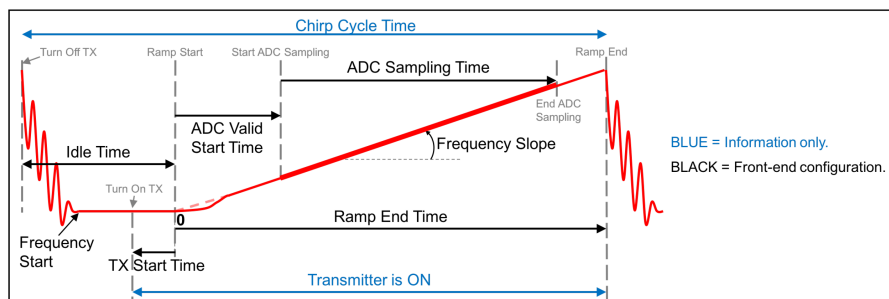 Chirp Cycle Time
Turn Off TX
Ramp Start
Start ADC Sampling
Ramp End
ADC Sampling Time
End ADC
Sampling
ADC Valid
Start Time
Frequency Slope
BLUE = Information only.
BLACK = Front-end configuration.
Idle Time
Turn On TX
0
Ramp End Time
Frequency
Start
TX Start Time
Transmitter is ON